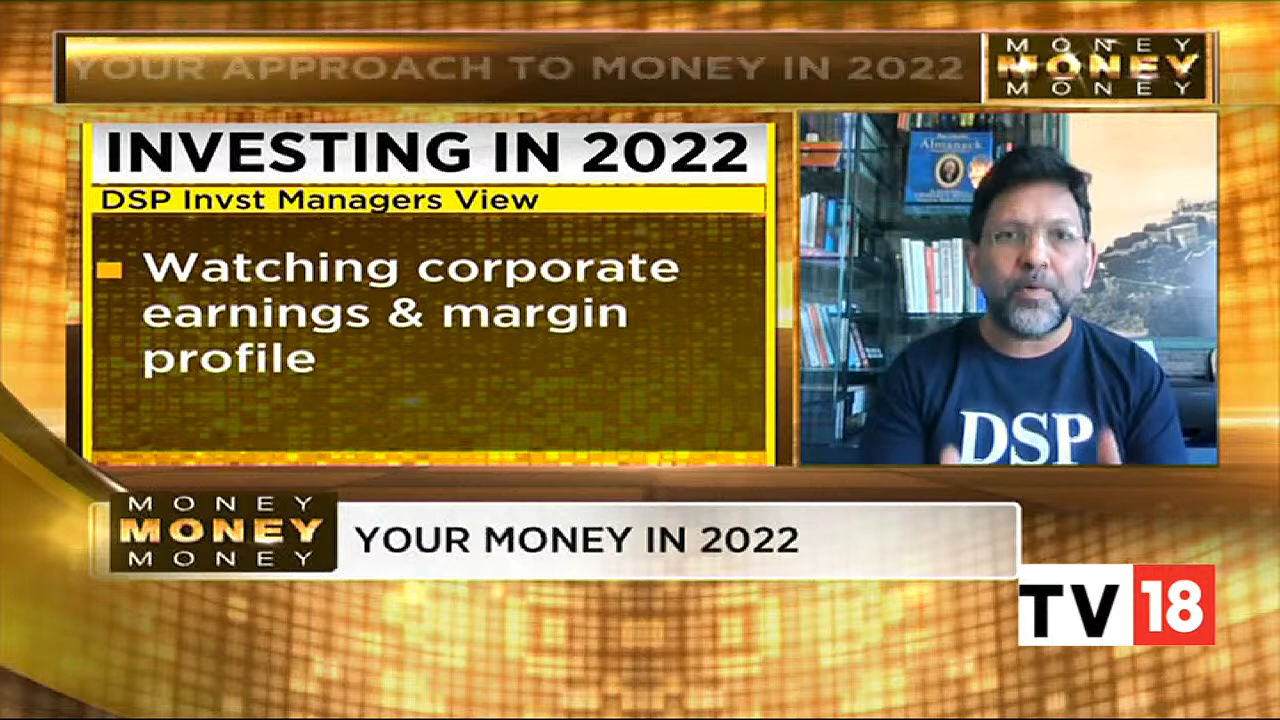 YOUR APPROACH TO MONEY IN 2022
MONEY
MONEY
MONEY
INVESTING IN 2022
DSP Invst Managers View
Watching corporate
earnings & margin
profile
Almanack
DSP
MONEY
MONEY
MONEY
YOUR MONEY IN 2022
TV18